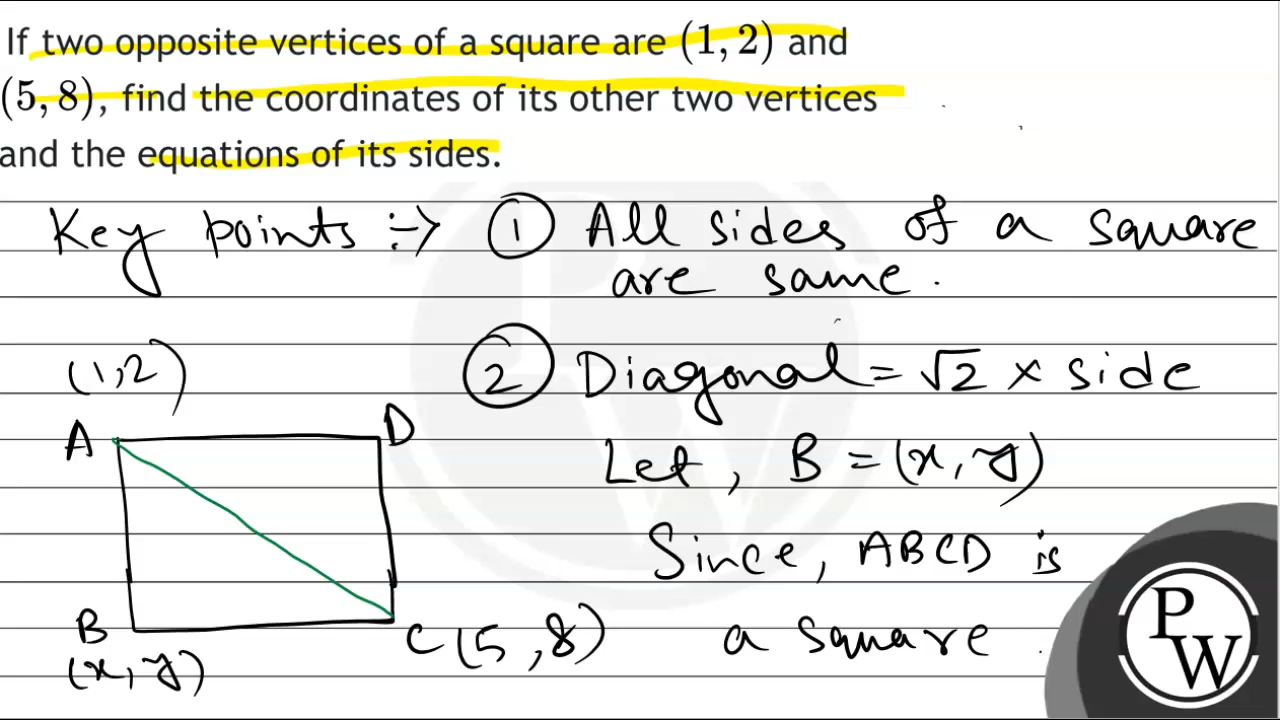 If two opposite vertices of a square are (1, 2) and
(5, 8), find the coordinates of its other two vertices
and the equations of its sides.
Key points :-> ① All sides of a square
are same.
(1,2)
② Diagonal = √2 × side
A
D
Let, B = (x, y)
Since, ABCD is
B
C (5, 8)
a square.
(x, y)
PW